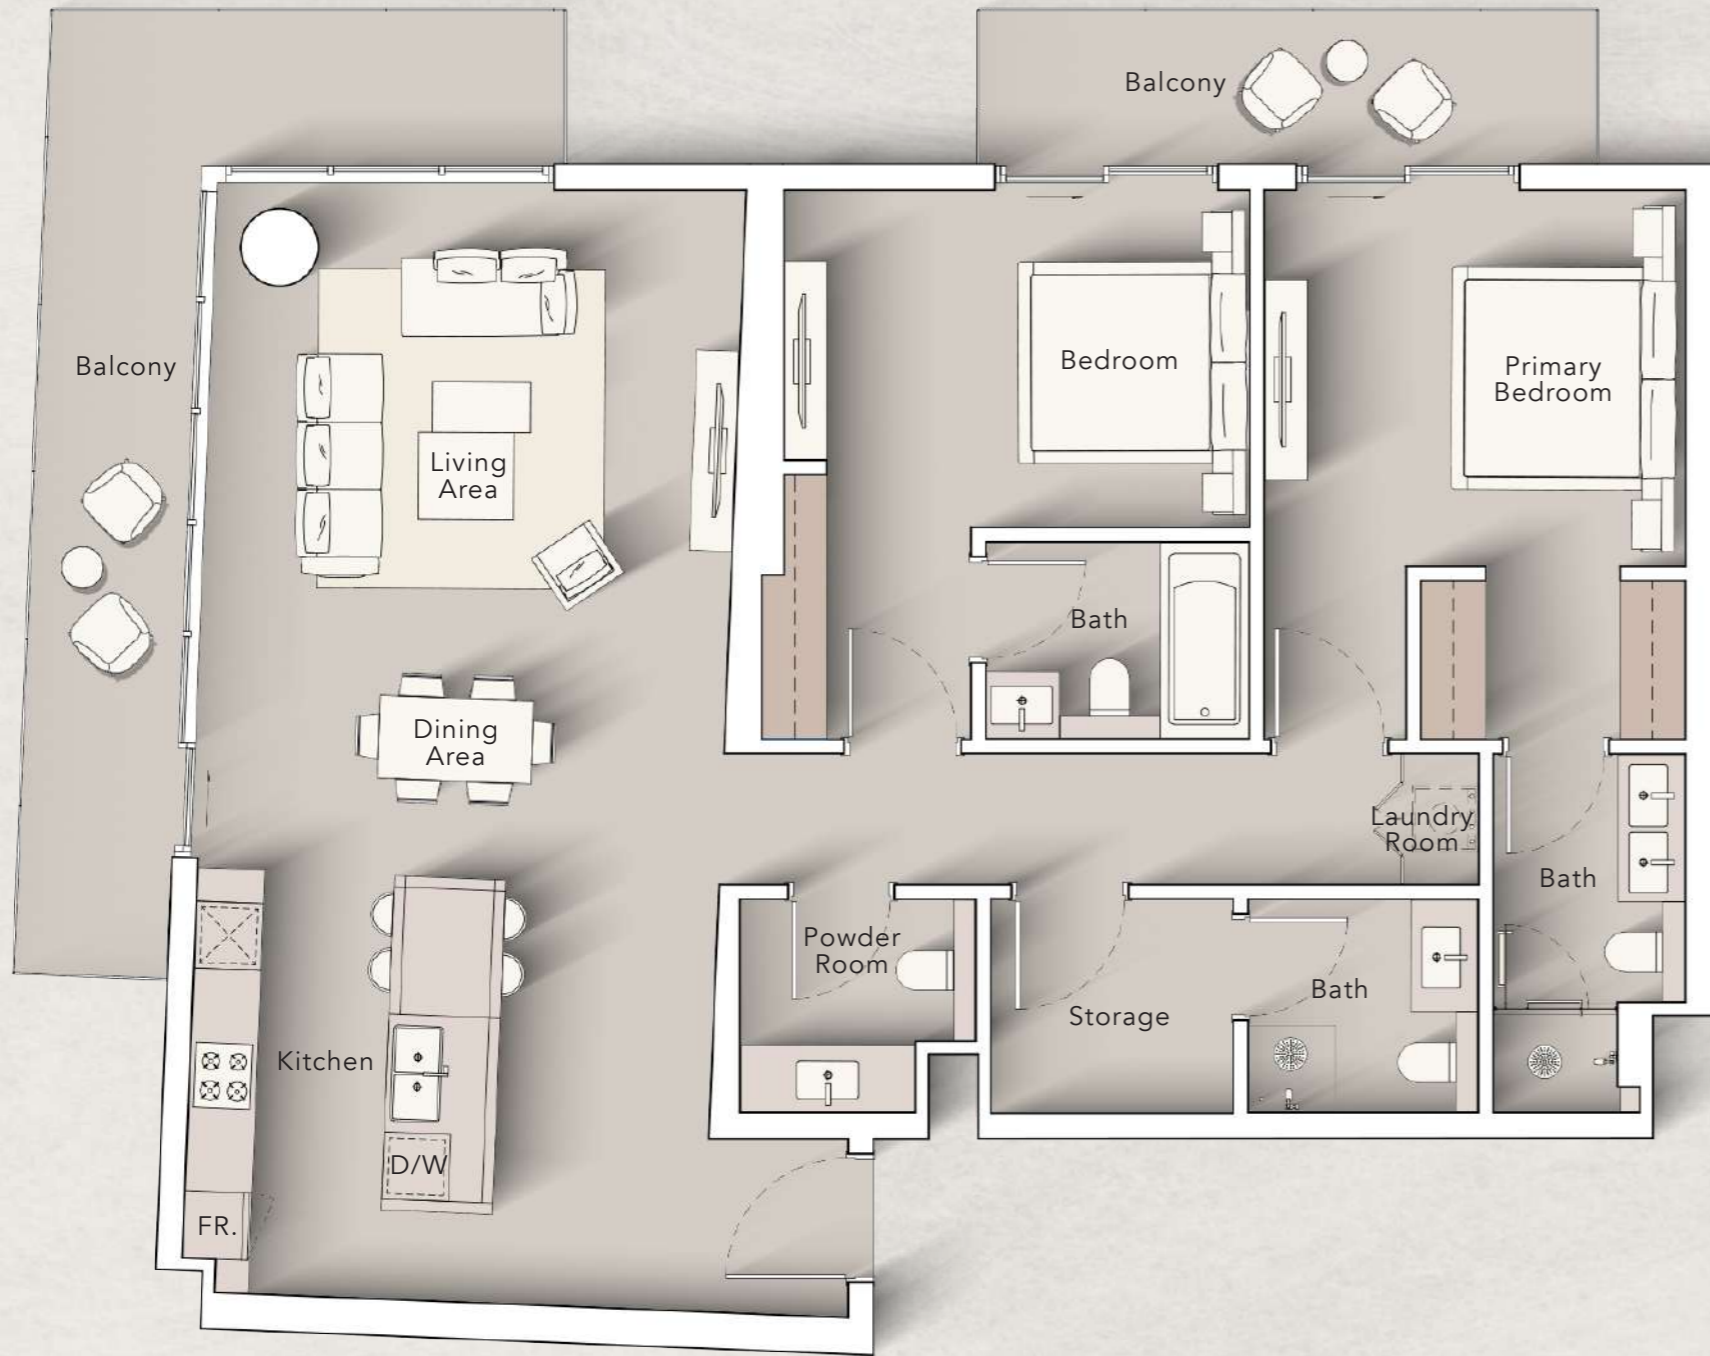 Balcony
Balcony
Bedroom
Primary
Bedroom
Living
Area
Bath
Dining
Area
Laundry
Room
Bath
Powder
Room
Bath
Storage
Kitchen
D/W
FR.